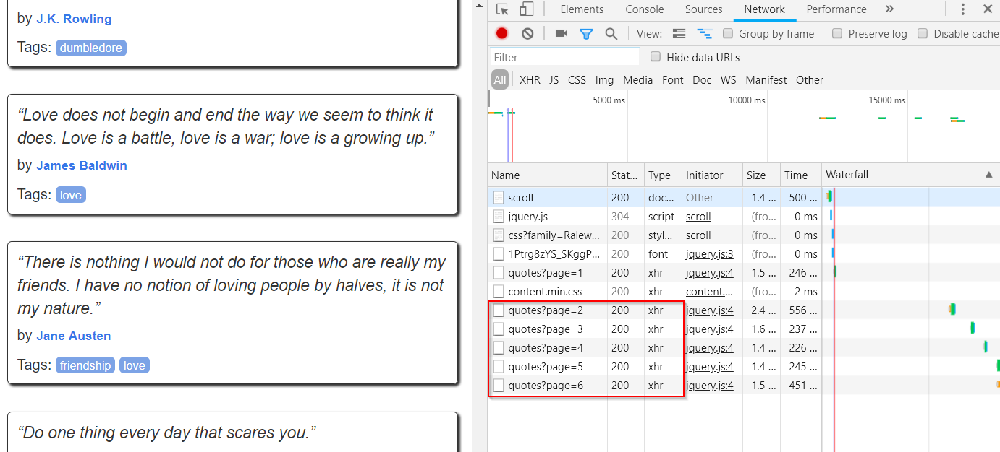 by J.K. Rowling
Tags: dumbledore
“Love does not begin and end the way we seem to think it
does. Love is a battle, love is a war; love is a growing up.”
by James Baldwin
Tags: love
“There is nothing I would not do for those who are really my
friends. I have no notion of loving people by halves, it is not
my nature.”
by Jane Austen
Tags: friendship love
“Do one thing every day that scares you.”
Elements Console Sources Network Performance »
View: Group by frame Preserve log Disable cache
Filter Hide data URLs
All XHR JS CSS Img Media Font Doc WS Manifest Other
5000 ms 10000 ms 15000 ms
Name Stat... Type Initiator Size Time Waterfall
scroll 200 doc... Other 1.4 ... 500 ...
jquery.js 304 script scroll (fro... 0 ms
css?family=Ralew... 200 styl... scroll (fro... 0 ms
1Ptrg8zYS_SKggP... 200 font jquery.js:3 (fro... 0 ms
quotes?page=1 200 xhr jquery.js:4 1.5 ... 246 ...
content.min.css 200 xhr content.... (fro... 2 ms
quotes?page=2 200 xhr jquery.js:4 2.4 ... 556 ...
quotes?page=3 200 xhr jquery.js:4 1.6 ... 237 ...
quotes?page=4 200 xhr jquery.js:4 1.4 ... 226 ...
quotes?page=5 200 xhr jquery.js:4 1.4 ... 245 ...
quotes?page=6 200 xhr jquery.js:4 1.5 ... 451 ...